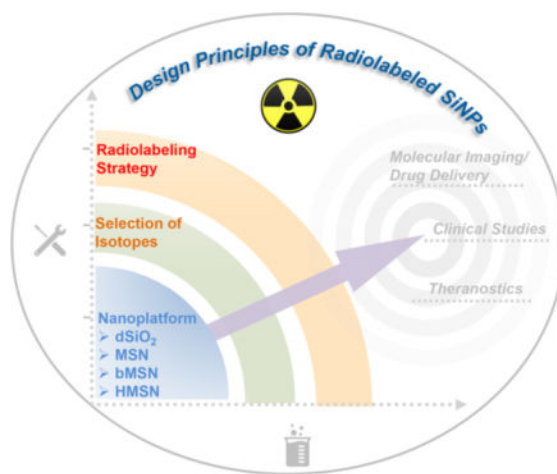 Design Principles of Radiolabeled SiNPs
Radiolabeling
Strategy
Selection of
Isotopes
Nanoplatform
➢ dSiO₂
➢ MSN
➢ bMSN
➢ HMSN
Molecular Imaging/
Drug Delivery
Clinical Studies
Theranostics